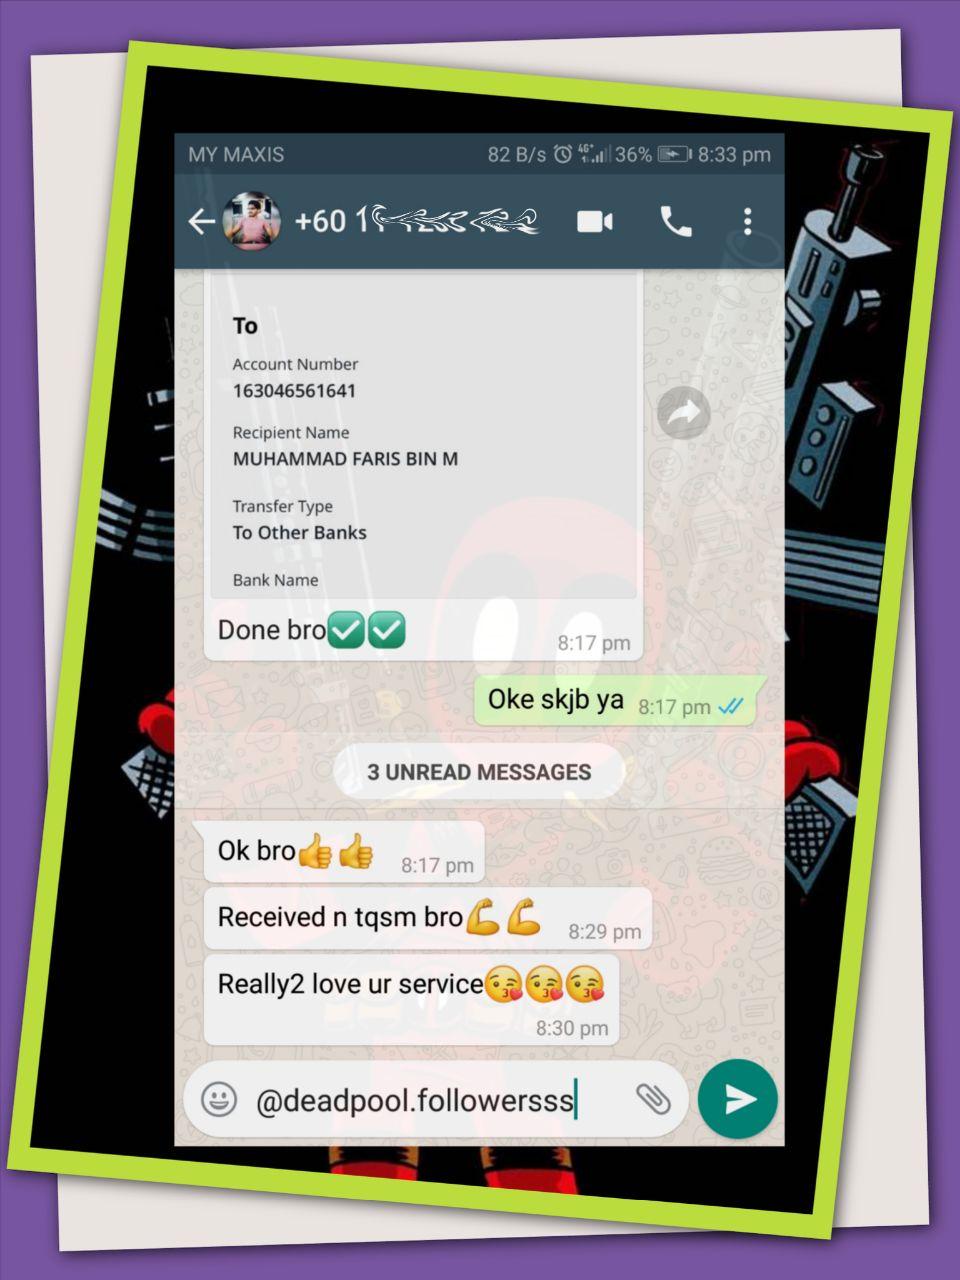 MY MAXIS 82 B/s 4G+ 36% 8:33 pm
+60 1
To
Account Number
163046561641
Recipient Name
MUHAMMAD FARIS BIN M
Transfer Type
To Other Banks
Bank Name
Done bro✅✅ 8:17 pm
Oke skjb ya 8:17 pm
3 UNREAD MESSAGES
Ok bro👍👍 8:17 pm
Received n tqsm bro💪💪 8:29 pm
Really2 love ur service😘😘😘
8:30 pm
@deadpool.followersss